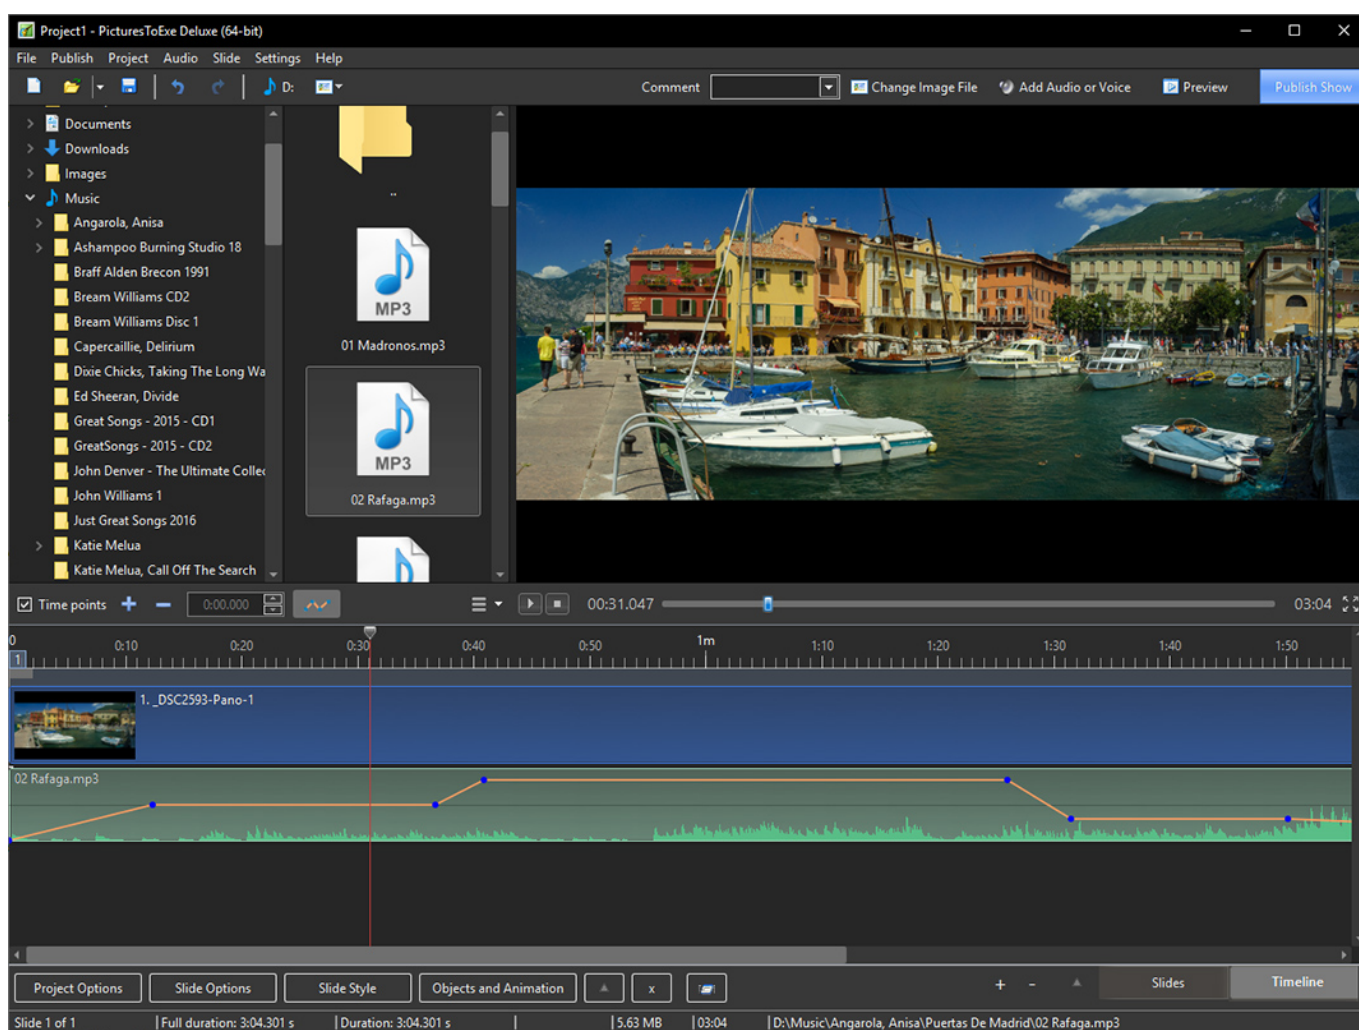 Project1 - PicturesToExe Deluxe (64-bit)
File Publish Project Audio Slide Settings Help
D: Comment Change Image File Add Audio or Voice Preview Publish Show
Documents
Downloads
Images
Music
Angarola, Anisa
Ashampoo Burning Studio 18
Braff Alden Brecon 1991
Bream Williams CD2
Bream Williams Disc 1
Capercaillie, Delirium
Dixie Chicks, Taking The Long Wa
Ed Sheeran, Divide
Great Songs - 2015 - CD1
GreatSongs - 2015 - CD2
John Denver - The Ultimate Collec
John Williams 1
Just Great Songs 2016
Katie Melua
Katie Melua, Call Off The Search
..
MP3
01 Madronos.mp3
MP3
02 Rafaga.mp3
Time points 0:00.000 00:31.047 03:04
0 0:10 0:20 0:30 0:40 0:50 1m 1:10 1:20 1:30 1:40 1:50
1
1. _DSC2593-Pano-1
02 Rafaga.mp3
Project Options Slide Options Slide Style Objects and Animation x + - Slides Timeline
Slide 1 of 1 Full duration: 3:04.301 s Duration: 3:04.301 s 5.63 MB 03:04 D:\Music\Angarola, Anisa\Puertas De Madrid\02 Rafaga.mp3